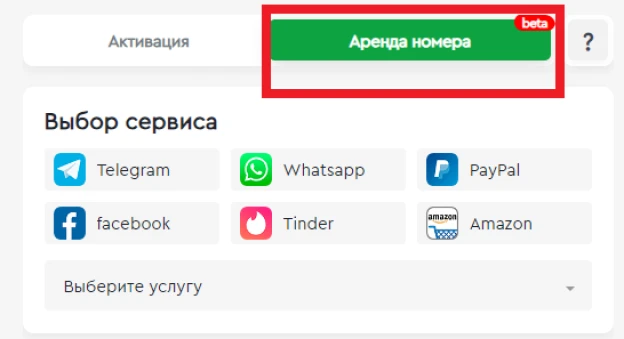 beta
Активация Аренда номера ?
Выбор сервиса
Telegram Whatsapp PayPal
facebook Tinder amazon Amazon
Выберите услугу